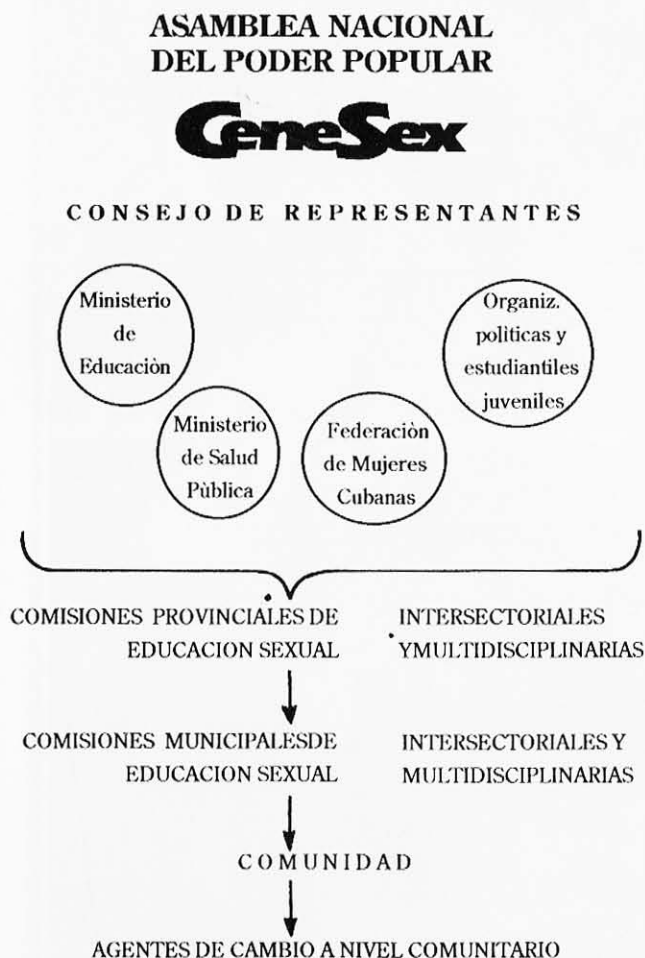 ASAMBLEA NACIONAL
DEL PODER POPULAR
CeneSex
CONSEJO DE REPRESENTANTES
Ministerio
de
Educaciòn
Ministerio
de Salud
Pùblica
Federaciòn
de Mujeres
Cubanas
Organiz.
politicas y
estudiantiles
juveniles
COMISIONES PROVINCIALES DE INTERSECTORIALES
EDUCACION SEXUAL YMULTIDISCIPLINARIAS
COMISIONES MUNICIPALESDE INTERSECTORIALES Y
EDUCACION SEXUAL MULTIDISCIPLINARIAS
COMUNIDAD
AGENTES DE CAMBIO A NIVEL COMUNITARIO